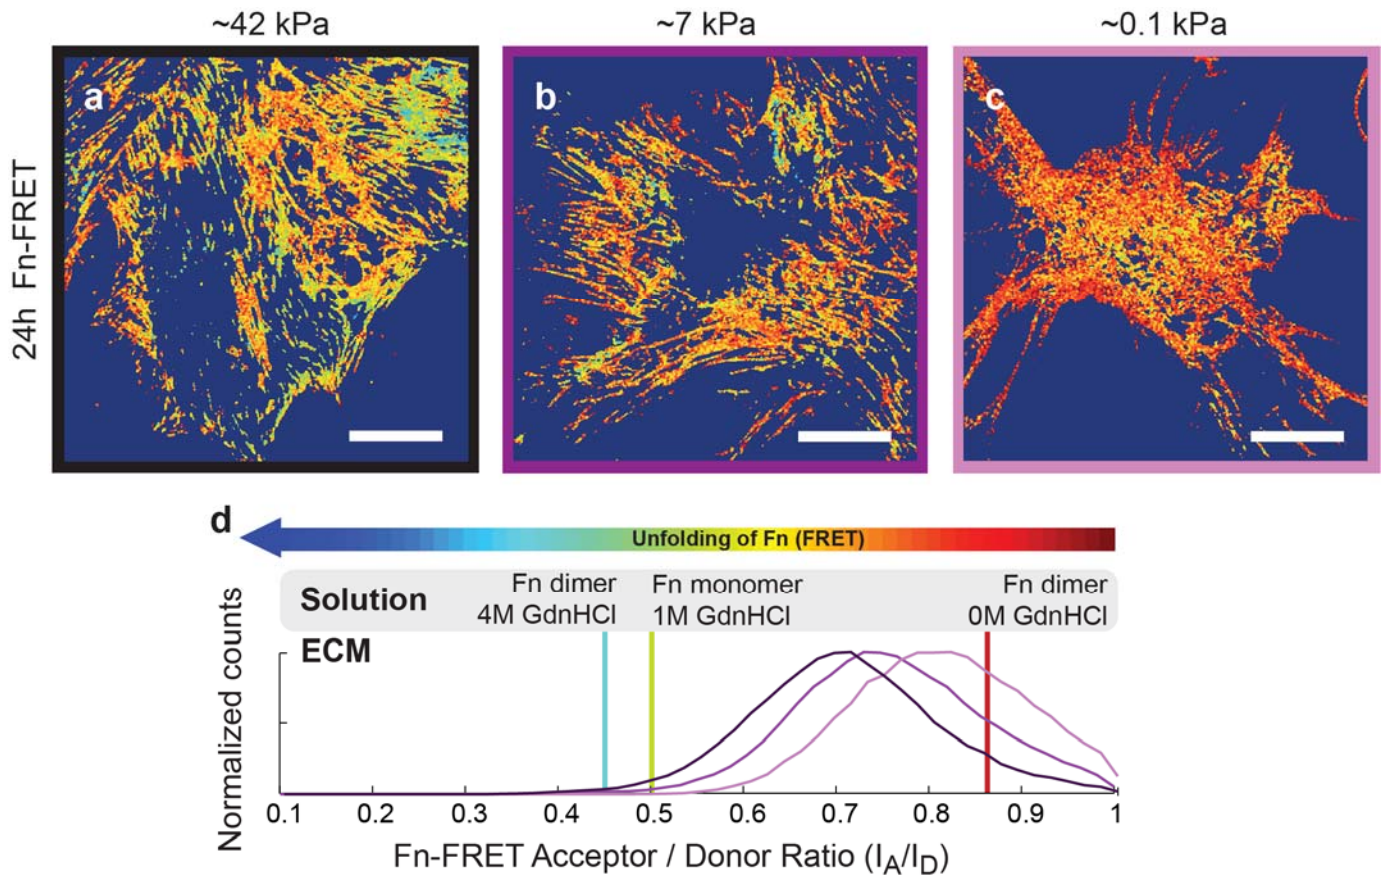 ~42 kPa
~7 kPa
~0.1 kPa
24h Fn-FRET
a
b
c
d
Unfolding of Fn (FRET)
Solution
Fn dimer
4M GdnHCl
Fn monomer
1M GdnHCl
Fn dimer
0M GdnHCl
ECM
Normalized counts
0.1 0.2 0.3 0.4 0.5 0.6 0.7 0.8 0.9 1
Fn-FRET Acceptor / Donor Ratio (I_A/I_D)